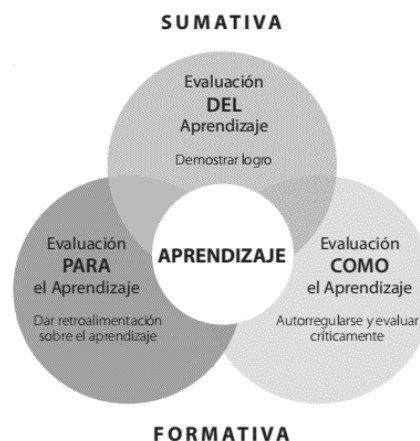 SUMATIVA
Evaluación
DEL
Aprendizaje
Demostrar logro
Evaluación
PARA
el Aprendizaje
Dar retroalimentación
sobre el aprendizaje
APRENDIZAJE
Evaluación
COMO
el Aprendizaje
Autorregularse y evaluar
críticamente
FORMATIVA